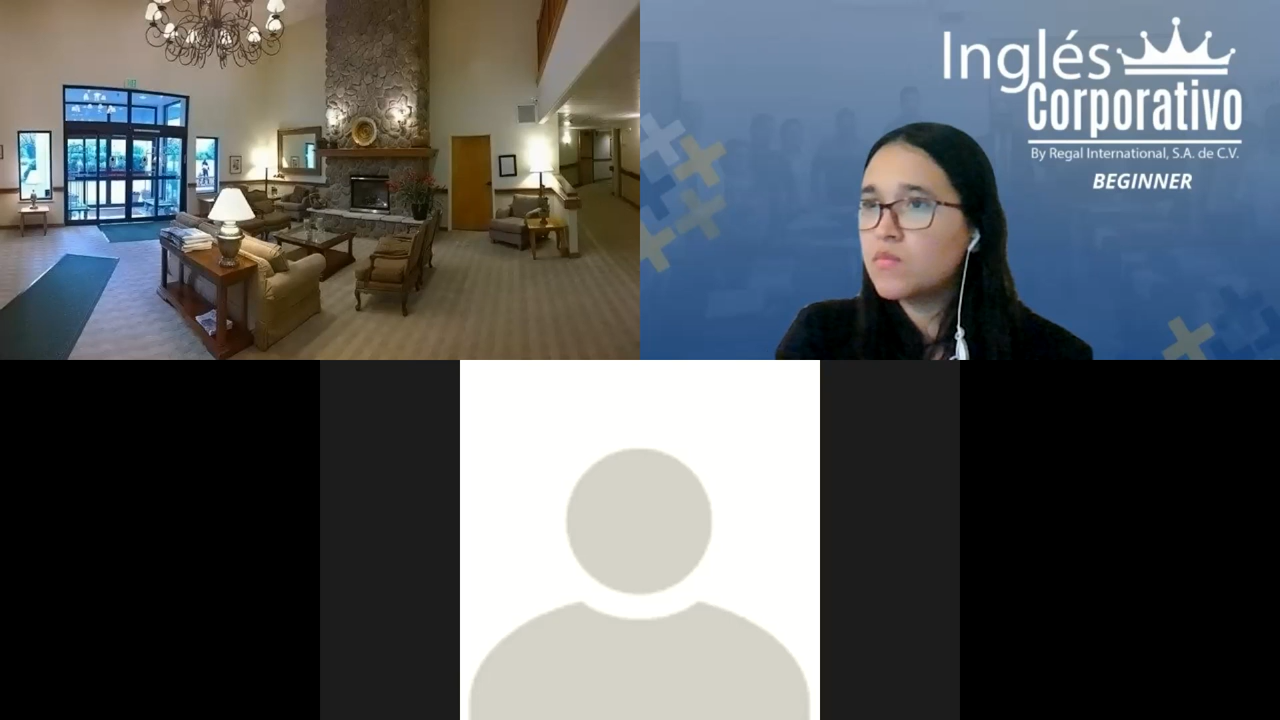 Inglés
Corporativo
By Regal International, S.A. de C.V.
BEGINNER